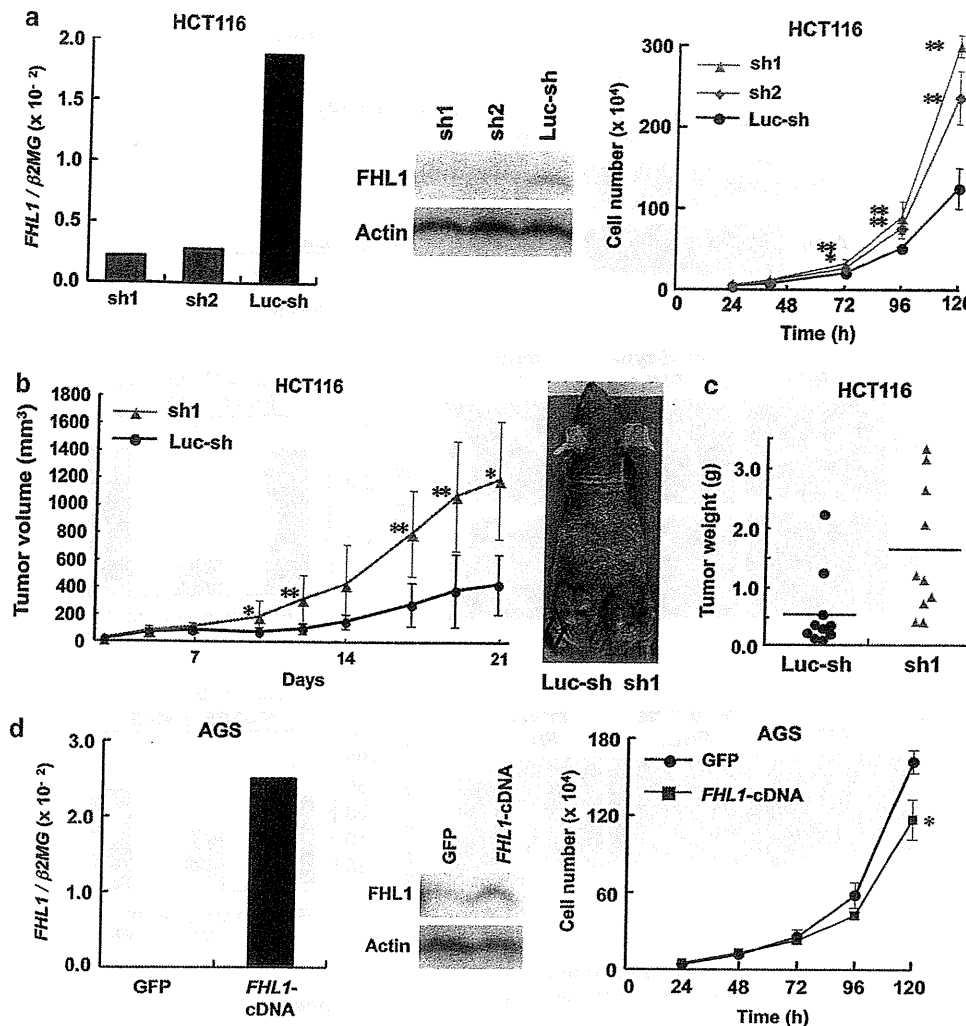 a
HCT116
FHL1 / β2MG (x 10⁻²)
2.0
1.5
1.0
0.5
0.0
sh1
sh2
Luc-sh
sh1
sh2
Luc-sh
FHL1
Actin
HCT116
sh1
sh2
Luc-sh
Cell number (x 10⁴)
300
200
100
0
**
**
**
**
**
*
0 24 48 72 96 120
Time (h)
b
HCT116
sh1
Luc-sh
Tumor volume (mm³)
1800
1600
1400
1200
1000
800
600
400
200
0
*
**
**
**
*
7 14 21
Days
Luc-sh sh1
c
HCT116
Tumor weight (g)
3.0
2.0
1.0
0.0
Luc-sh sh1
d
AGS
FHL1 / β2MG (x 10⁻²)
3.0
2.0
1.0
0.0
GFP
FHL1-
cDNA
GFP
FHL1-cDNA
FHL1
Actin
AGS
GFP
FHL1-cDNA
Cell number (x 10⁴)
180
120
60
0
*
0 24 48 72 96 120
Time (h)